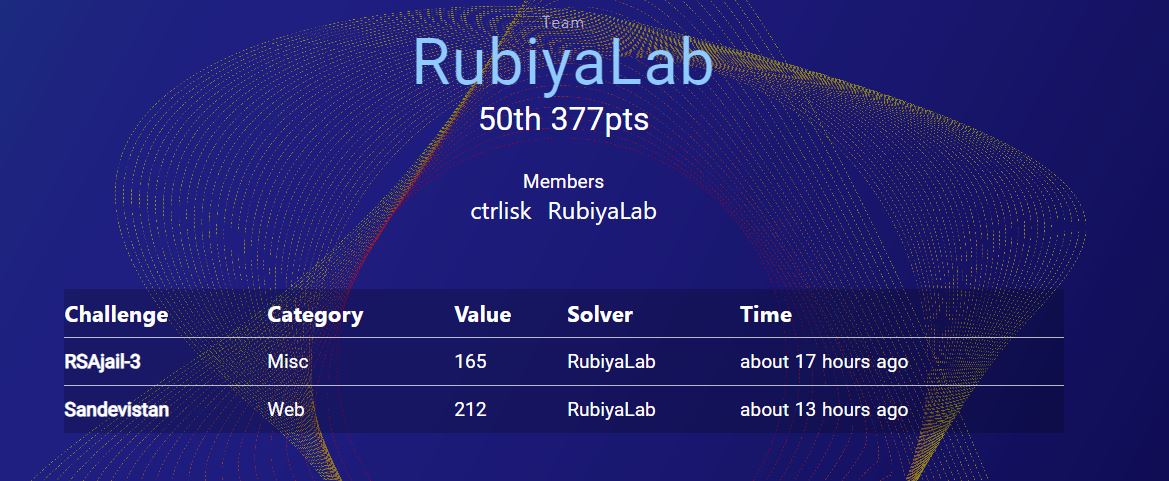 Team
RubiyaLab
50th 377pts
Members
ctrlisk RubiyaLab
Challenge Category Value Solver Time
RSAjail-3 Misc 165 RubiyaLab about 17 hours ago
Sandevistan Web 212 RubiyaLab about 13 hours ago